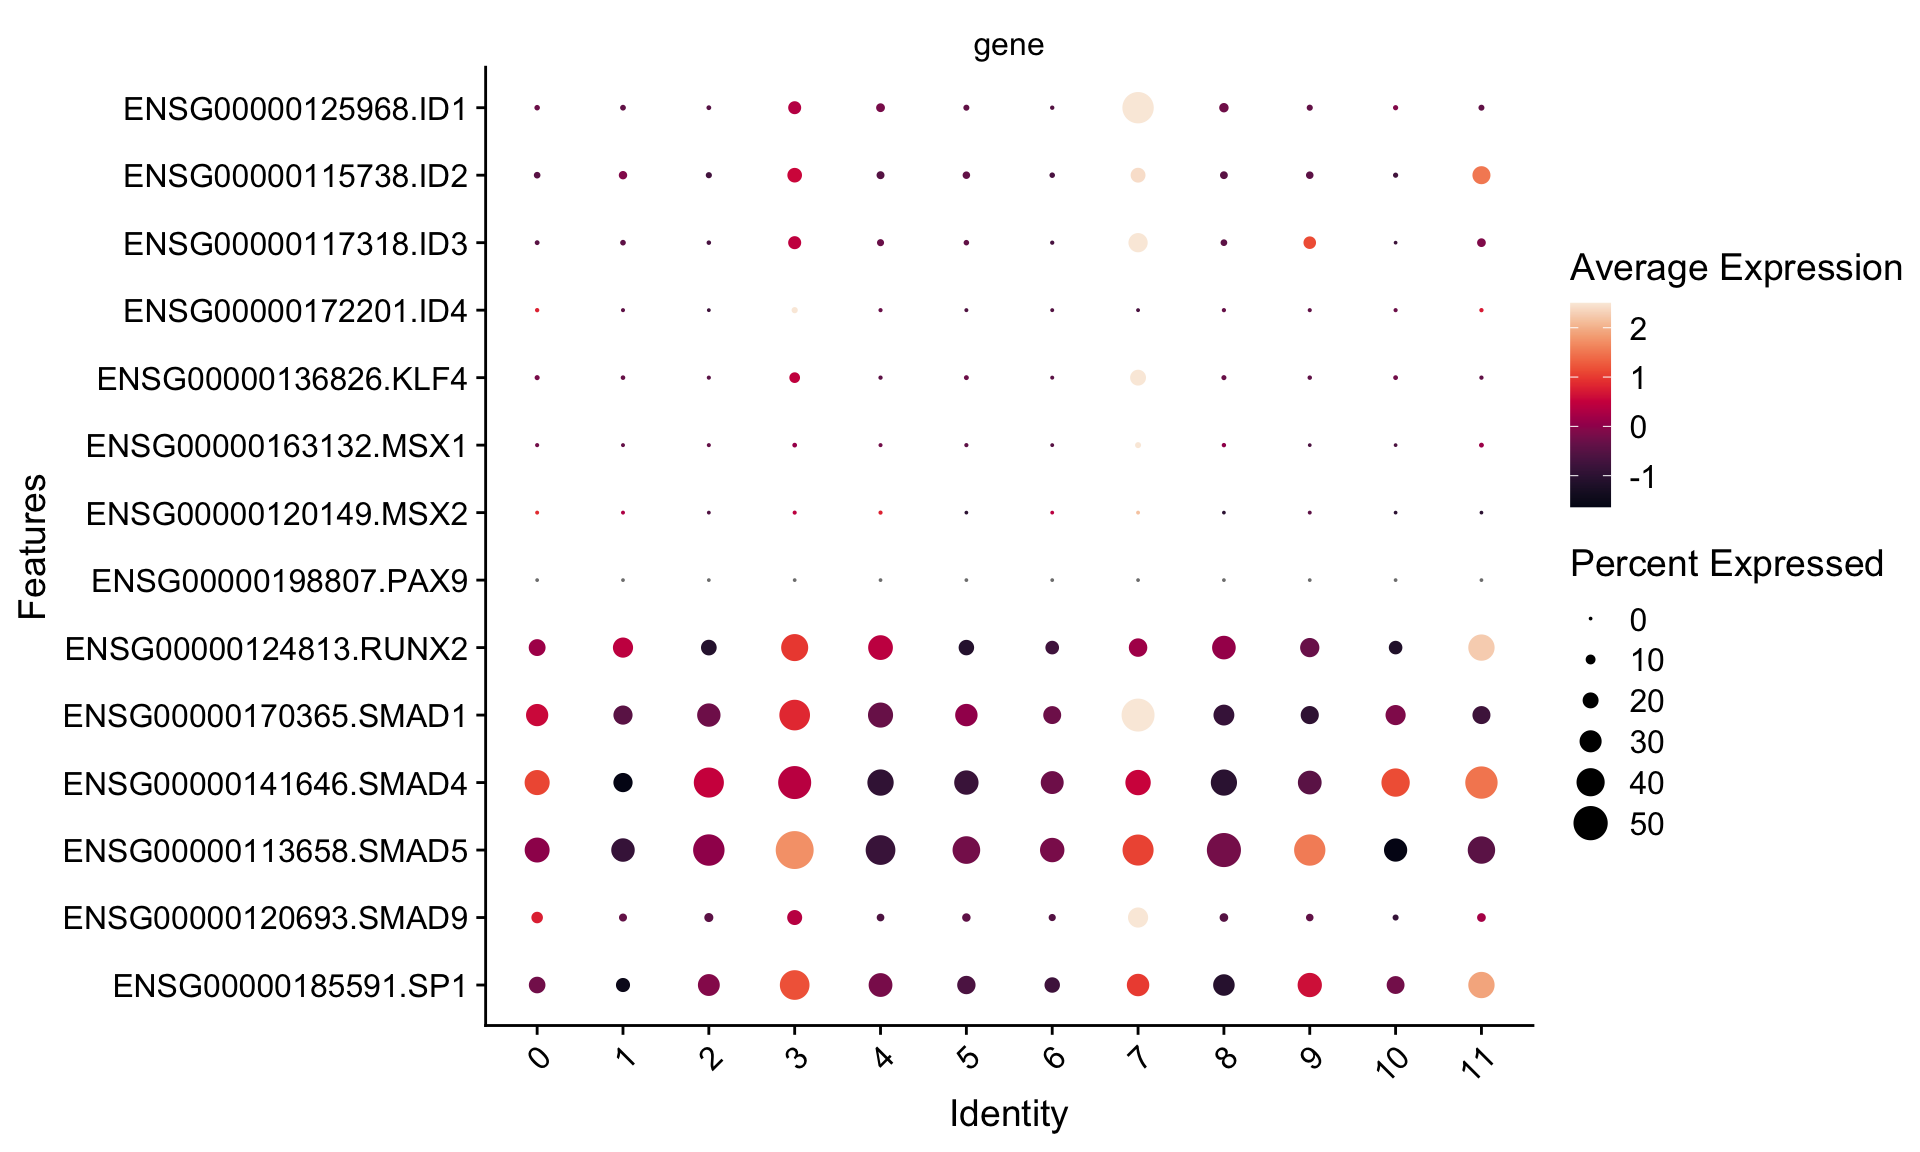 gene
ENSG00000125968.ID1
ENSG00000115738.ID2
ENSG00000117318.ID3
ENSG00000172201.ID4
ENSG00000136826.KLF4
ENSG00000163132.MSX1
ENSG00000120149.MSX2
ENSG00000198807.PAX9
ENSG00000124813.RUNX2
ENSG00000170365.SMAD1
ENSG00000141646.SMAD4
ENSG00000113658.SMAD5
ENSG00000120693.SMAD9
ENSG00000185591.SP1
Features
0 1 2 3 4 5 6 7 8 9 10 11
Identity
Average Expression
2
1
0
-1
Percent Expressed
0
10
20
30
40
50